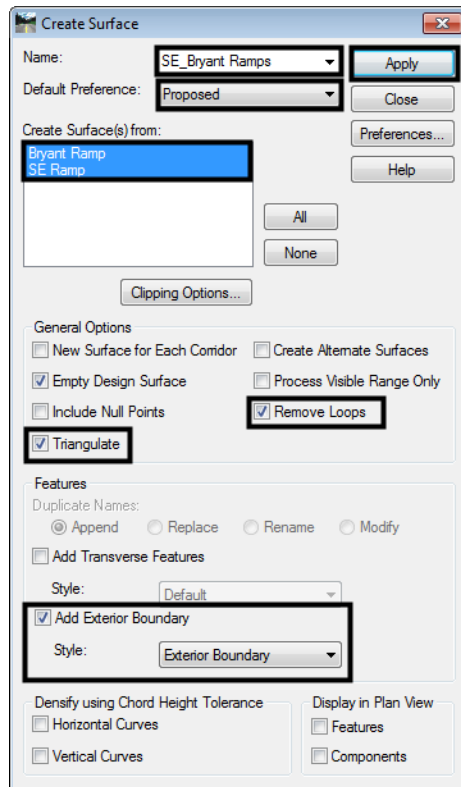 Create Surface
Name: SE_Bryant Ramps Apply
Default Preference: Proposed Close
Create Surface(s) from: Preferences...
Bryant Ramp
SE Ramp Help
All
None
Clipping Options...
General Options
New Surface for Each Corridor Create Alternate Surfaces
Empty Design Surface Process Visible Range Only
Include Null Points Remove Loops
Triangulate
Features
Duplicate Names:
Append Replace Rename Modify
Add Transverse Features
Style: Default
Add Exterior Boundary
Style: Exterior Boundary
Densify using Chord Height Tolerance Display in Plan View
Horizontal Curves Features
Vertical Curves Components